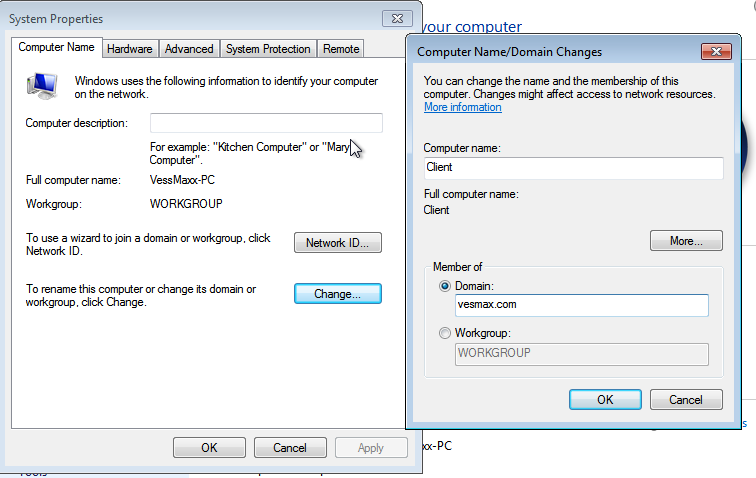 System Properties
your computer
Computer Name
Hardware
Advanced
System Protection
Remote
Windows uses the following information to identify your computer
on the network.
Computer description:
For example: "Kitchen Computer" or "Mary
Computer".
Full computer name:
VessMaxx-PC
Workgroup:
WORKGROUP
To use a wizard to join a domain or workgroup, click
Network ID.
Network ID...
To rename this computer or change its domain or
workgroup, click Change.
Change...
OK
Cancel
Apply
Computer Name/Domain Changes
You can change the name and the membership of this
computer. Changes might affect access to network resources.
More information
Computer name:
Client
Full computer name:
Client
More...
Member of
Domain:
vesmax.com
Workgroup:
WORKGROUP
OK
Cancel
xx-PC